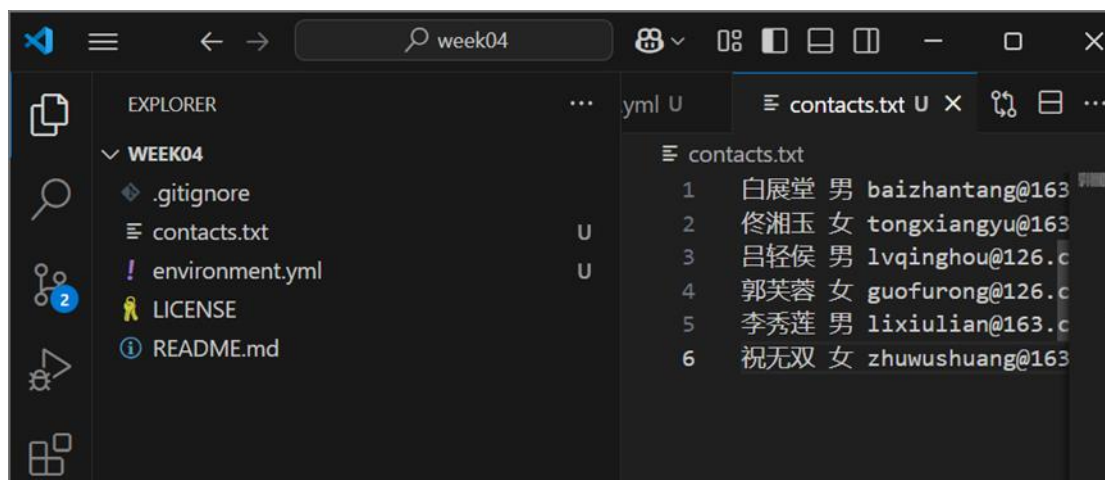 week04
EXPLORER
WEEK04
.gitignore
contacts.txt U
environment.yml U
LICENSE
README.md
2
.yml U
contacts.txt U
contacts.txt
1 白展堂 男 baizhantang@163
2 佟湘玉 女 tongxiangyu@163
3 吕轻侯 男 lvqinghou@126.c
4 郭芙蓉 女 guofurong@126.c
5 李秀莲 男 lixiulian@163.c
6 祝无双 女 zhuwushuang@163